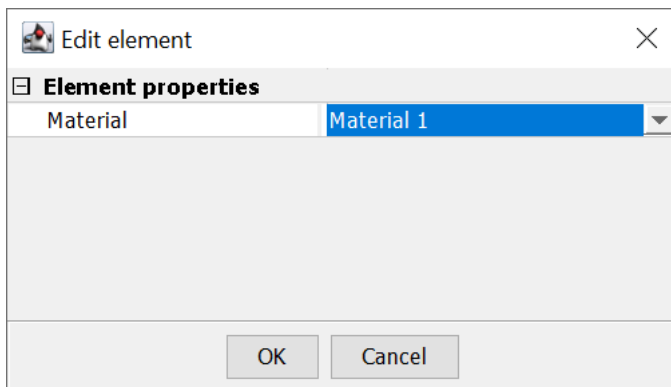 Edit element
Element properties
Material Material 1
OK Cancel